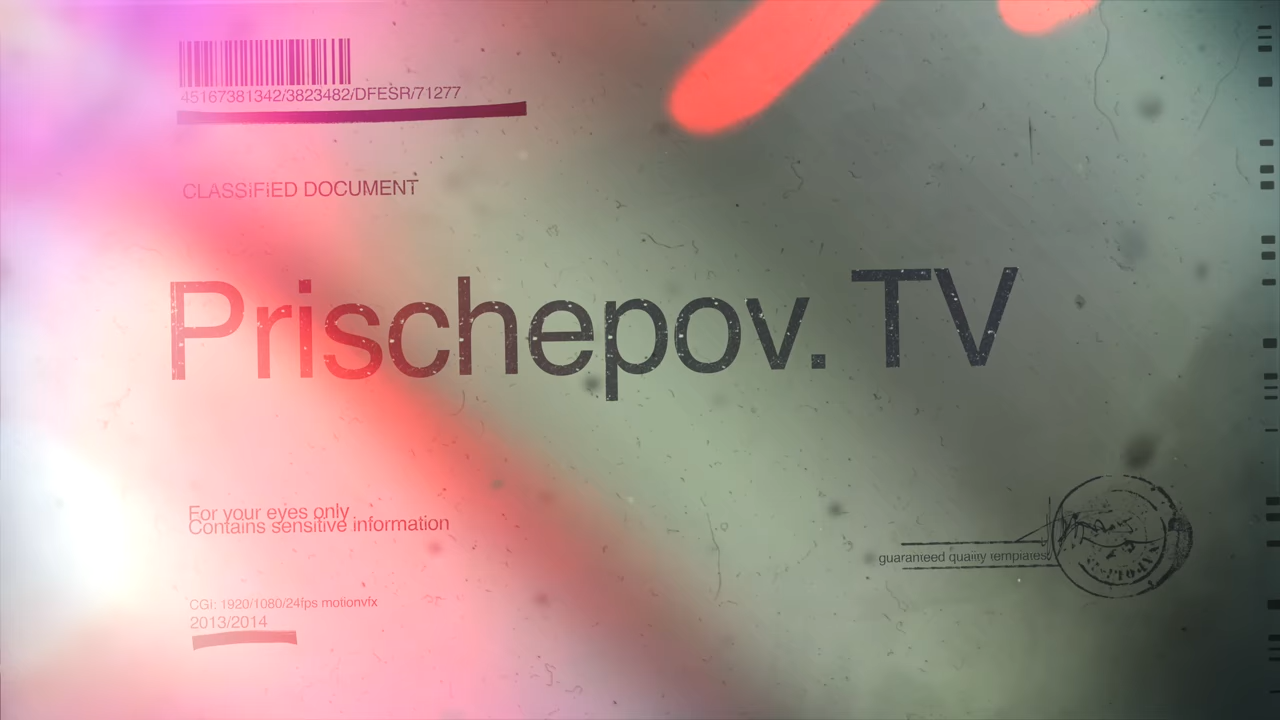 45167381342/3823482/DFESR/71277
CLASSIFIED DOCUMENT
Prischepov. TV
For your eyes only
Contains sensitive information
guaranteed quality templates
CGI: 1920/1080/24fps motionvfx
2013/2014